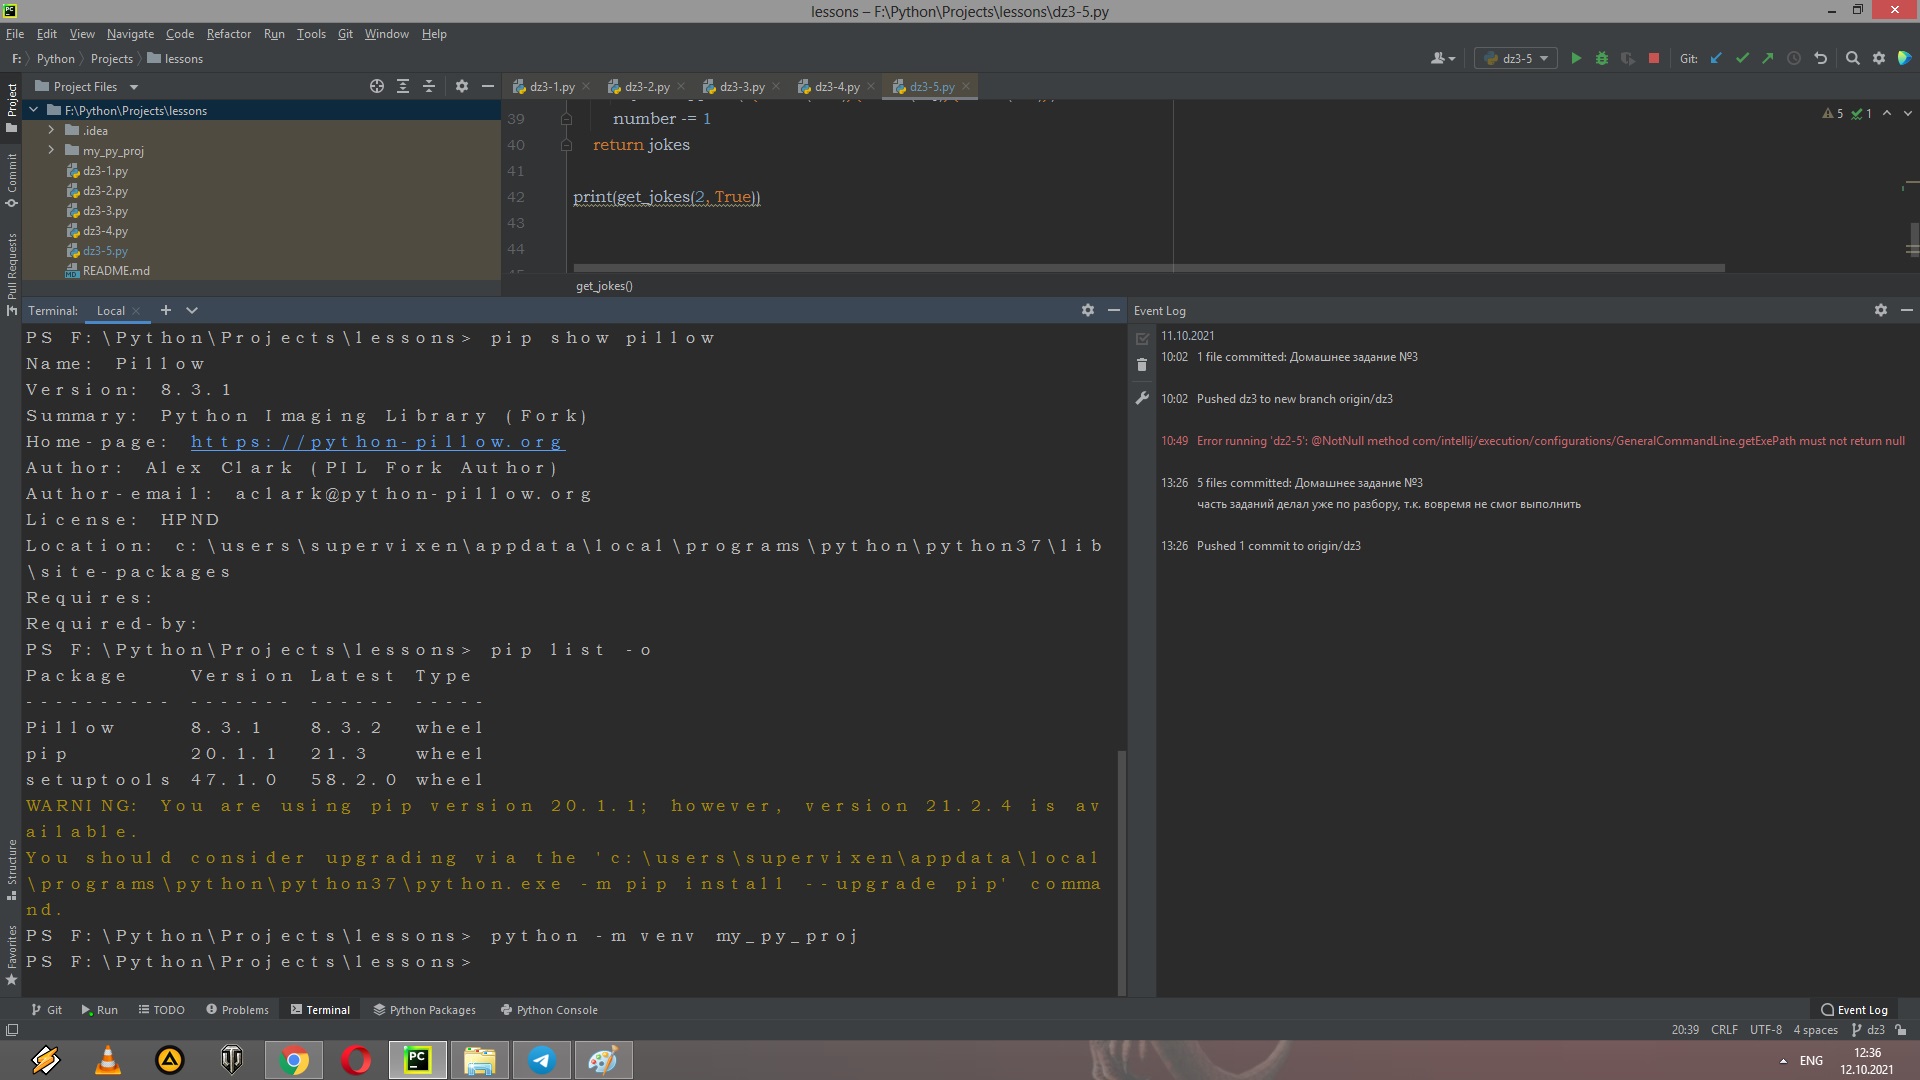 lessons – F:\Python\Projects\lessons\dz3-5.py
File Edit View Navigate Code Refactor Run Tools Git Window Help
F: Python Projects lessons
dz3-5 Git:
Project Files
dz3-1.py dz3-2.py dz3-3.py dz3-4.py dz3-5.py
F:\Python\Projects\lessons
.idea
my_py_proj
dz3-1.py
dz3-2.py
dz3-3.py
dz3-4.py
dz3-5.py
README.md
Project
Commit
Pull Requests
Structure
Favorites
39 number -= 1
40 return jokes
41
42 print(get_jokes(2, True))
43
44
5 1
get_jokes()
Terminal: Local
PS F:\Python\Projects\lessons> pip show pillow
Name: Pillow
Version: 8.3.1
Summary: Python Imaging Library (Fork)
Home-page: https://python-pillow.org
Author: Alex Clark (PIL Fork Author)
Author-email: aclark@python-pillow.org
License: HPND
Location: c:\users\supervixen\appdata\local\programs\python\python37\lib
\site-packages
Requires:
Required-by:
PS F:\Python\Projects\lessons> pip list -o
Package Version Latest Type
---------- ------- ------ -----
Pillow 8.3.1 8.3.2 wheel
pip 20.1.1 21.3 wheel
setuptools 47.1.0 58.2.0 wheel
WARNING: You are using pip version 20.1.1; however, version 21.2.4 is av
ailable.
You should consider upgrading via the 'c:\users\supervixen\appdata\local
\programs\python\python37\python.exe -m pip install --upgrade pip' comma
nd.
PS F:\Python\Projects\lessons> python -m venv my_py_proj
PS F:\Python\Projects\lessons>
Event Log
11.10.2021
10:02 1 file committed: Домашнее задание №3
10:02 Pushed dz3 to new branch origin/dz3
10:49 Error running 'dz2-5': @NotNull method com/intellij/execution/configurations/GeneralCommandLine.getExePath must not return null
13:26 5 files committed: Домашнее задание №3
часть заданий делал уже по разбору, т.к. вовремя не смог выполнить
13:26 Pushed 1 commit to origin/dz3
Git Run TODO Problems Terminal Python Packages Python Console Event Log
20:39 CRLF UTF-8 4 spaces dz3
PC
ENG
12:36
12.10.2021